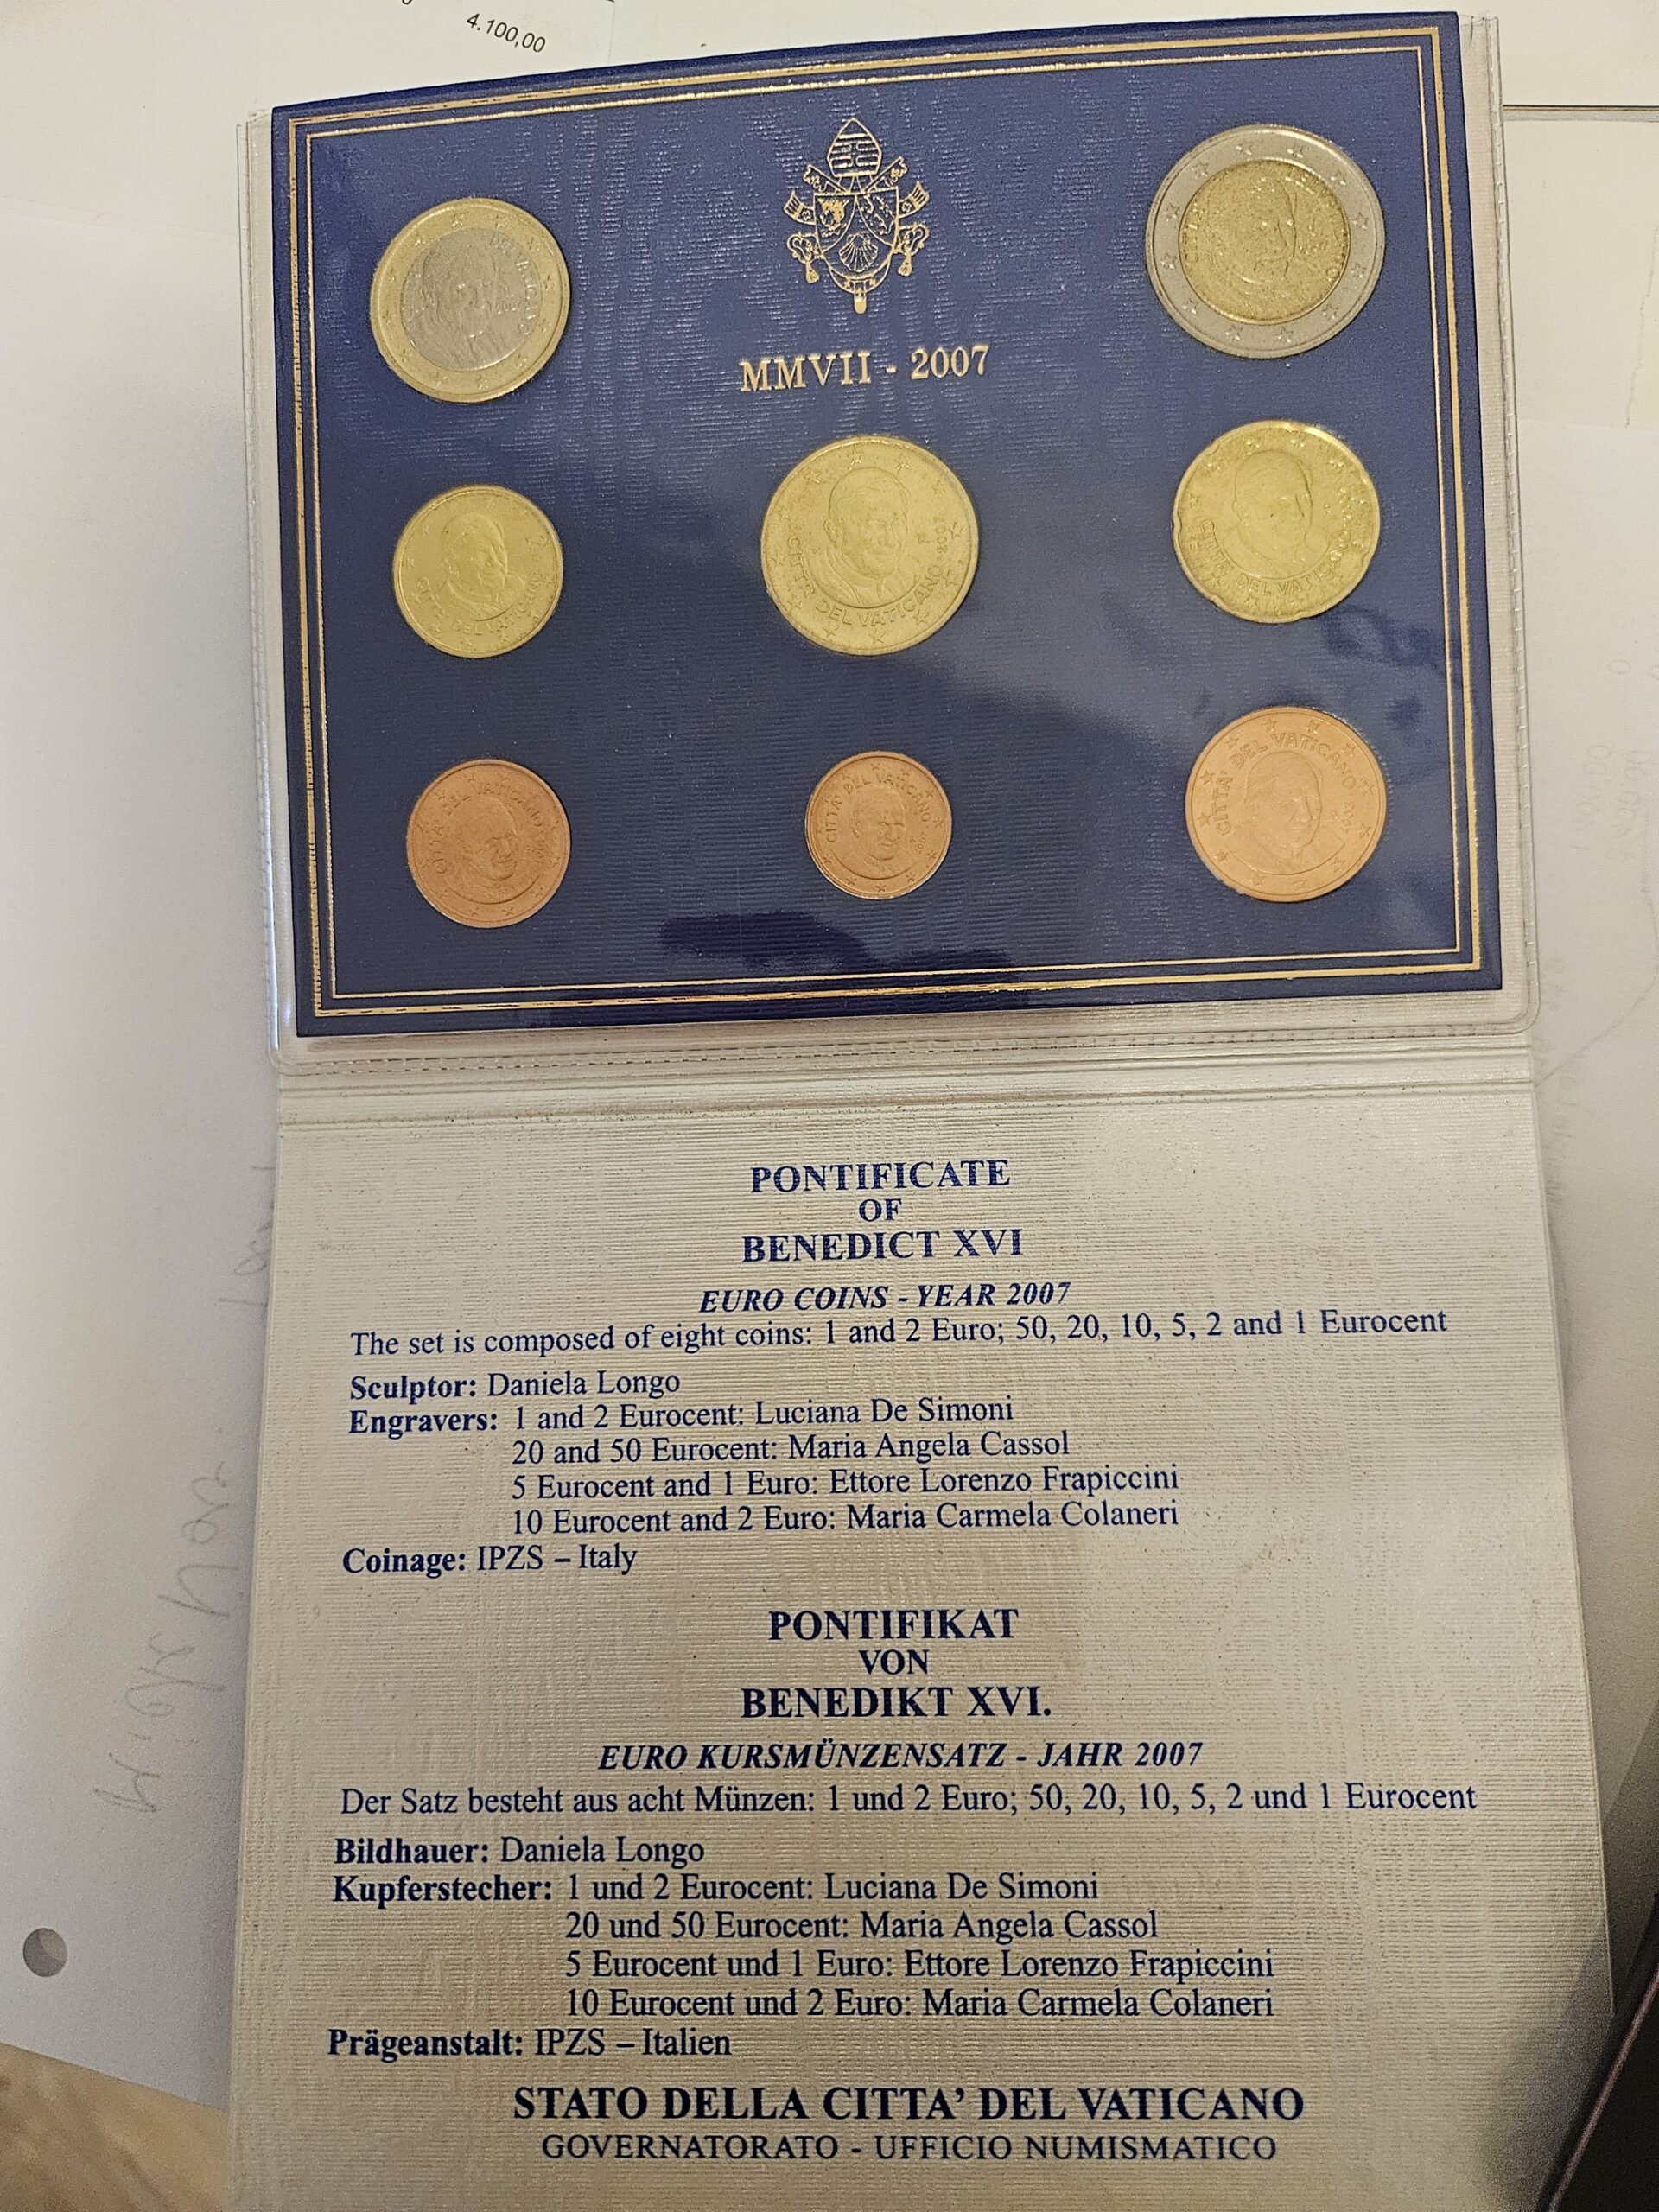 4.100,00
MMVII - 2007
CITTA' DEL VATICANO 2007
CITTA' DEL VATICANO
CITTA' DEL VATICANO
CITTA' DEL VATICANO
CITTA' DEL VATICANO 2007
PONTIFICATE
OF
BENEDICT XVI
EURO COINS - YEAR 2007
The set is composed of eight coins: 1 and 2 Euro; 50, 20, 10, 5, 2 and 1 Eurocent
Sculptor: Daniela Longo
Engravers: 1 and 2 Eurocent: Luciana De Simoni
20 and 50 Eurocent: Maria Angela Cassol
5 Eurocent and 1 Euro: Ettore Lorenzo Frapiccini
10 Eurocent and 2 Euro: Maria Carmela Colaneri
Coinage: IPZS – Italy
PONTIFIKAT
VON
BENEDIKT XVI.
EURO KURSMÜNZENSATZ - JAHR 2007
Der Satz besteht aus acht Münzen: 1 und 2 Euro; 50, 20, 10, 5, 2 und 1 Eurocent
Bildhauer: Daniela Longo
Kupferstecher: 1 und 2 Eurocent: Luciana De Simoni
20 und 50 Eurocent: Maria Angela Cassol
5 Eurocent und 1 Euro: Ettore Lorenzo Frapiccini
10 Eurocent und 2 Euro: Maria Carmela Colaneri
Prägeanstalt: IPZS – Italien
STATO DELLA CITTA' DEL VATICANO
GOVERNATORATO - UFFICIO NUMISMATICO